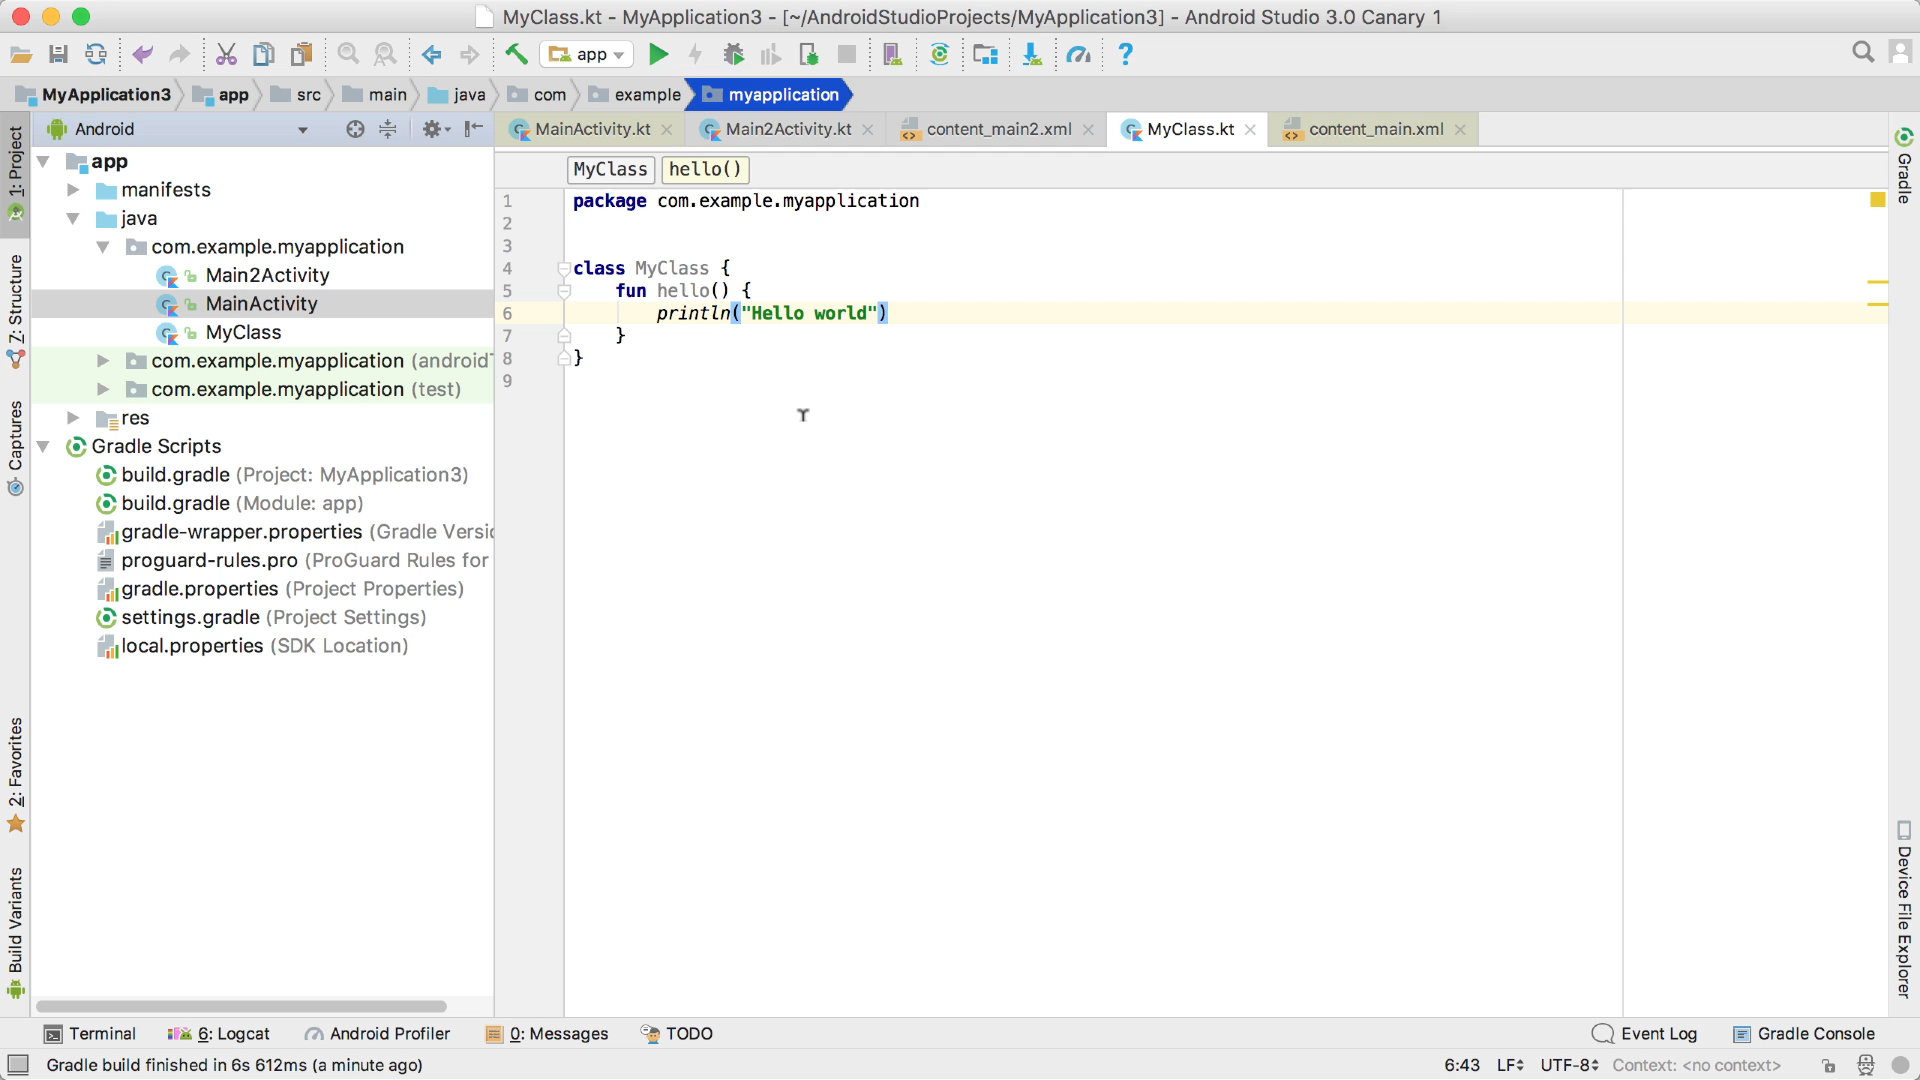 MyClass.kt - MyApplication3 - [~/AndroidStudioProjects/MyApplication3] - Android Studio 3.0 Canary 1
app
MyApplication3 app src main java com example myapplication
Android
MainActivity.kt Main2Activity.kt content_main2.xml MyClass.kt content_main.xml
MyClass hello()
1: Project
Z: Structure
Captures
2: Favorites
Build Variants
app
manifests
java
com.example.myapplication
Main2Activity
MainActivity
MyClass
com.example.myapplication (androidT
com.example.myapplication (test)
res
Gradle Scripts
build.gradle (Project: MyApplication3)
build.gradle (Module: app)
gradle-wrapper.properties (Gradle Versio
proguard-rules.pro (ProGuard Rules for
gradle.properties (Project Properties)
settings.gradle (Project Settings)
local.properties (SDK Location)
1 package com.example.myapplication
2
3
4 class MyClass {
5 fun hello() {
6 println("Hello world")
7 }
8 }
9
Gradle
Device File Explorer
Terminal 6: Logcat Android Profiler 0: Messages TODO Event Log Gradle Console
Gradle build finished in 6s 612ms (a minute ago) 6:43 LF UTF-8 Context: <no context>